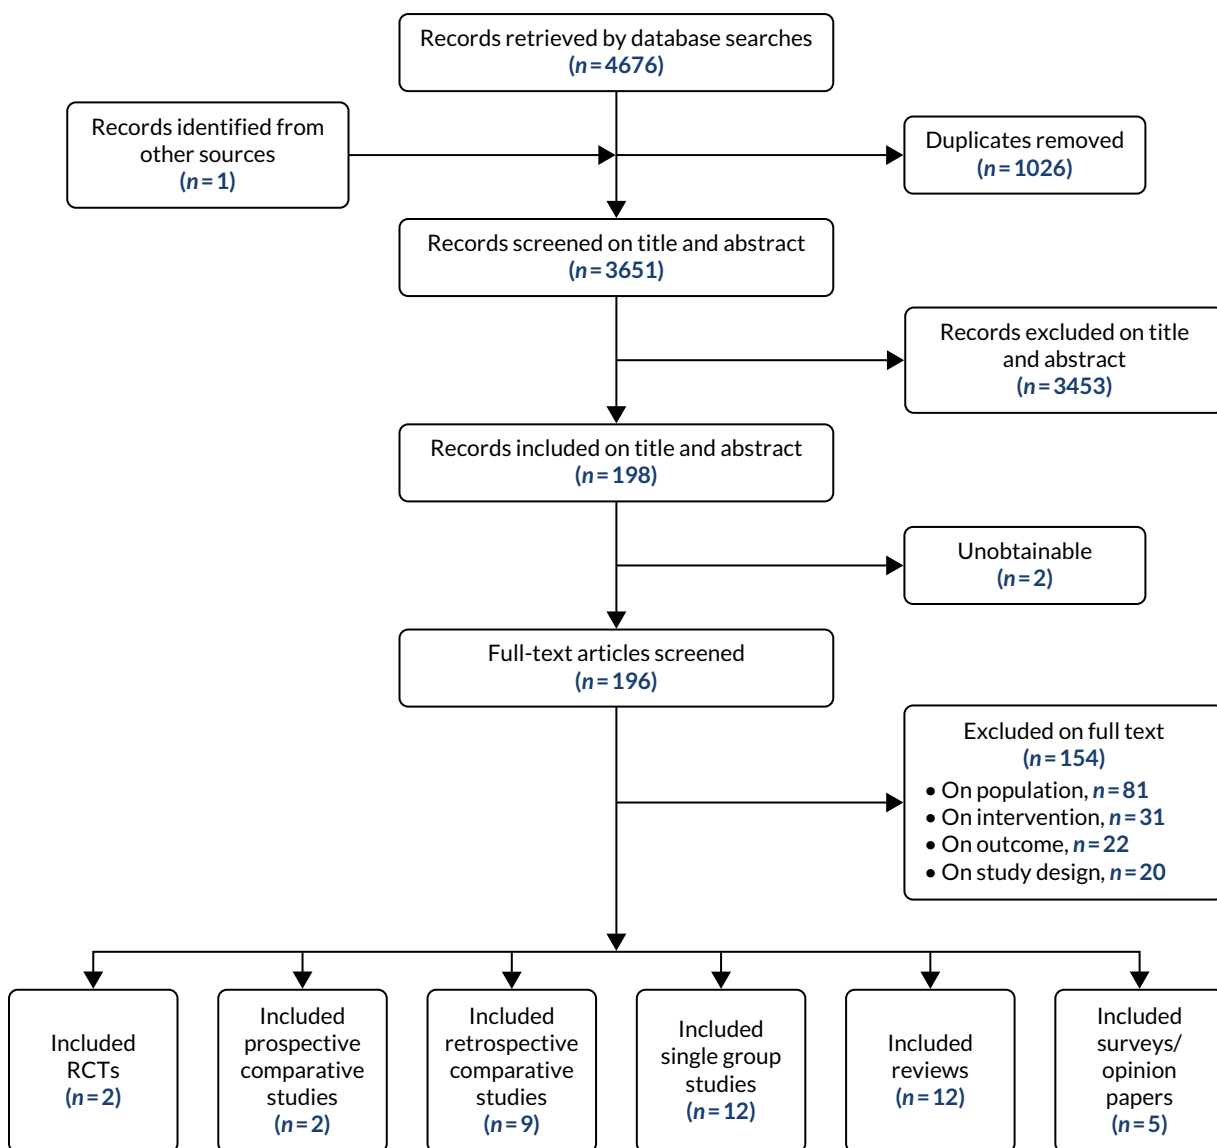 Records retrieved by database searches
(n=4676)
Records identified from
other sources
(n=1)
Duplicates removed
(n=1026)
Records screened on title and abstract
(n=3651)
Records excluded on title
and abstract
(n=3453)
Records included on title and abstract
(n=198)
Unobtainable
(n=2)
Full-text articles screened
(n=196)
Excluded on full text
(n=154)
• On population, n=81
• On intervention, n=31
• On outcome, n=22
• On study design, n=20
Included
RCTs
(n=2)
Included
prospective
comparative
studies
(n=2)
Included
retrospective
comparative
studies
(n=9)
Included
single group
studies
(n=12)
Included
reviews
(n=12)
Included
surveys/
opinion
papers
(n=5)